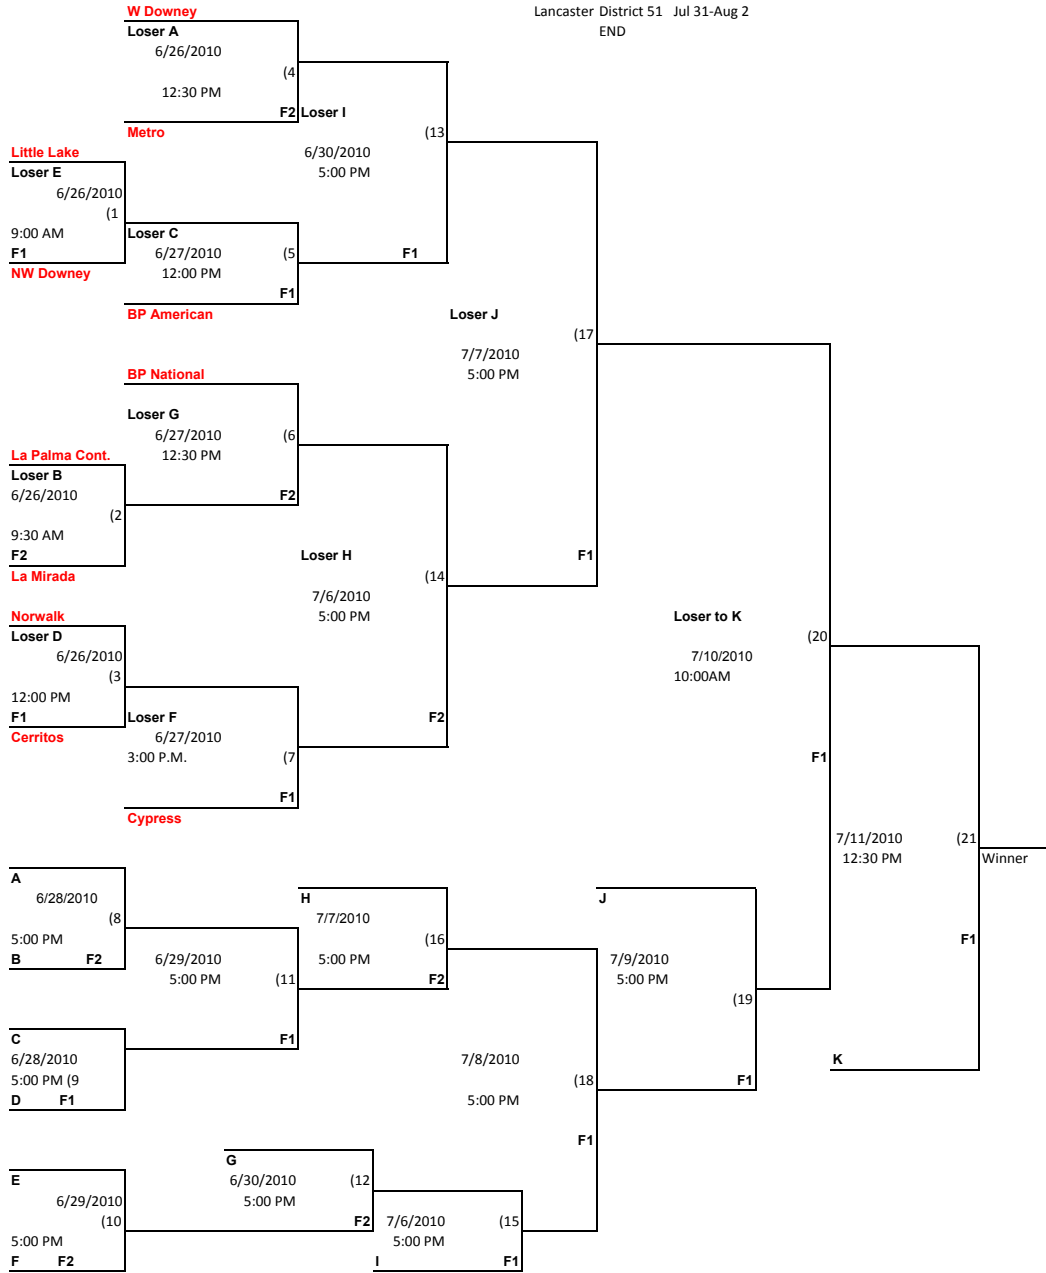 W Downey
Lancaster District 51 Jul 31-Aug 2
Loser A
END
6/26/2010
(4
12:30 PM
F2 Loser I
Metro
(13
Little Lake
6/30/2010
Loser E
5:00 PM
6/26/2010
(1
9:00 AM
Loser C
F1
6/27/2010
(5
F1
NW Downey
12:00 PM
F1
BP American
Loser J
(17
7/7/2010
BP National
5:00 PM
Loser G
6/27/2010
(6
La Palma Cont.
12:30 PM
Loser B
6/26/2010
F2
(2
9:30 AM
F2
Loser H
F1
La Mirada
(14
7/6/2010
Norwalk
5:00 PM
Loser to K
Loser D
(20
6/26/2010
7/10/2010
(3
10:00AM
12:00 PM
F1
Loser F
F2
Cerritos
6/27/2010
3:00 P.M.
(7
F1
F1
Cypress
7/11/2010
(21
12:30 PM
Winner
A
6/28/2010
H
J
(8
7/7/2010
5:00 PM
(16
F1
B F2
6/29/2010
5:00 PM
7/9/2010
5:00 PM
(11
F2
5:00 PM
(19
C
F1
6/28/2010
7/8/2010
K
5:00 PM (9
(18
F1
D F1
5:00 PM
F1
G
E
6/30/2010
(12
6/29/2010
5:00 PM
(10
F2
7/6/2010
(15
5:00 PM
5:00 PM
F F2
I
F1